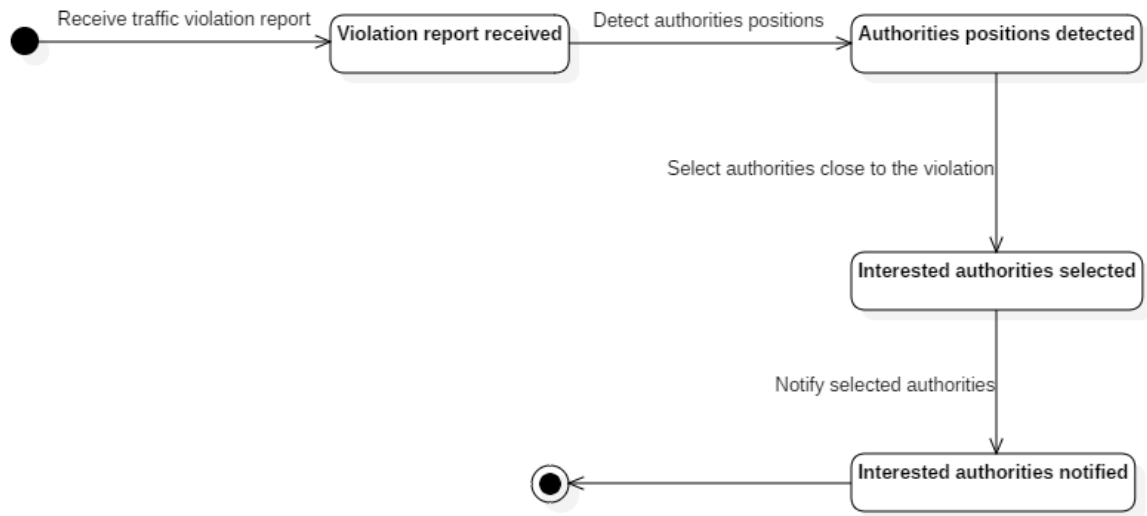 Receive traffic violation report
Violation report received
Detect authorities positions
Authorities positions detected
Select authorities close to the violation
Interested authorities selected
Notify selected authorities
Interested authorities notified